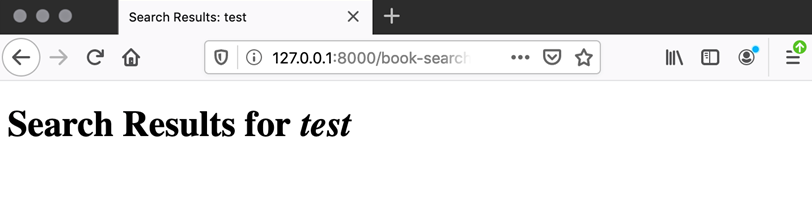 Search Results: test
127.0.0.1:8000/book-search
Search Results for test